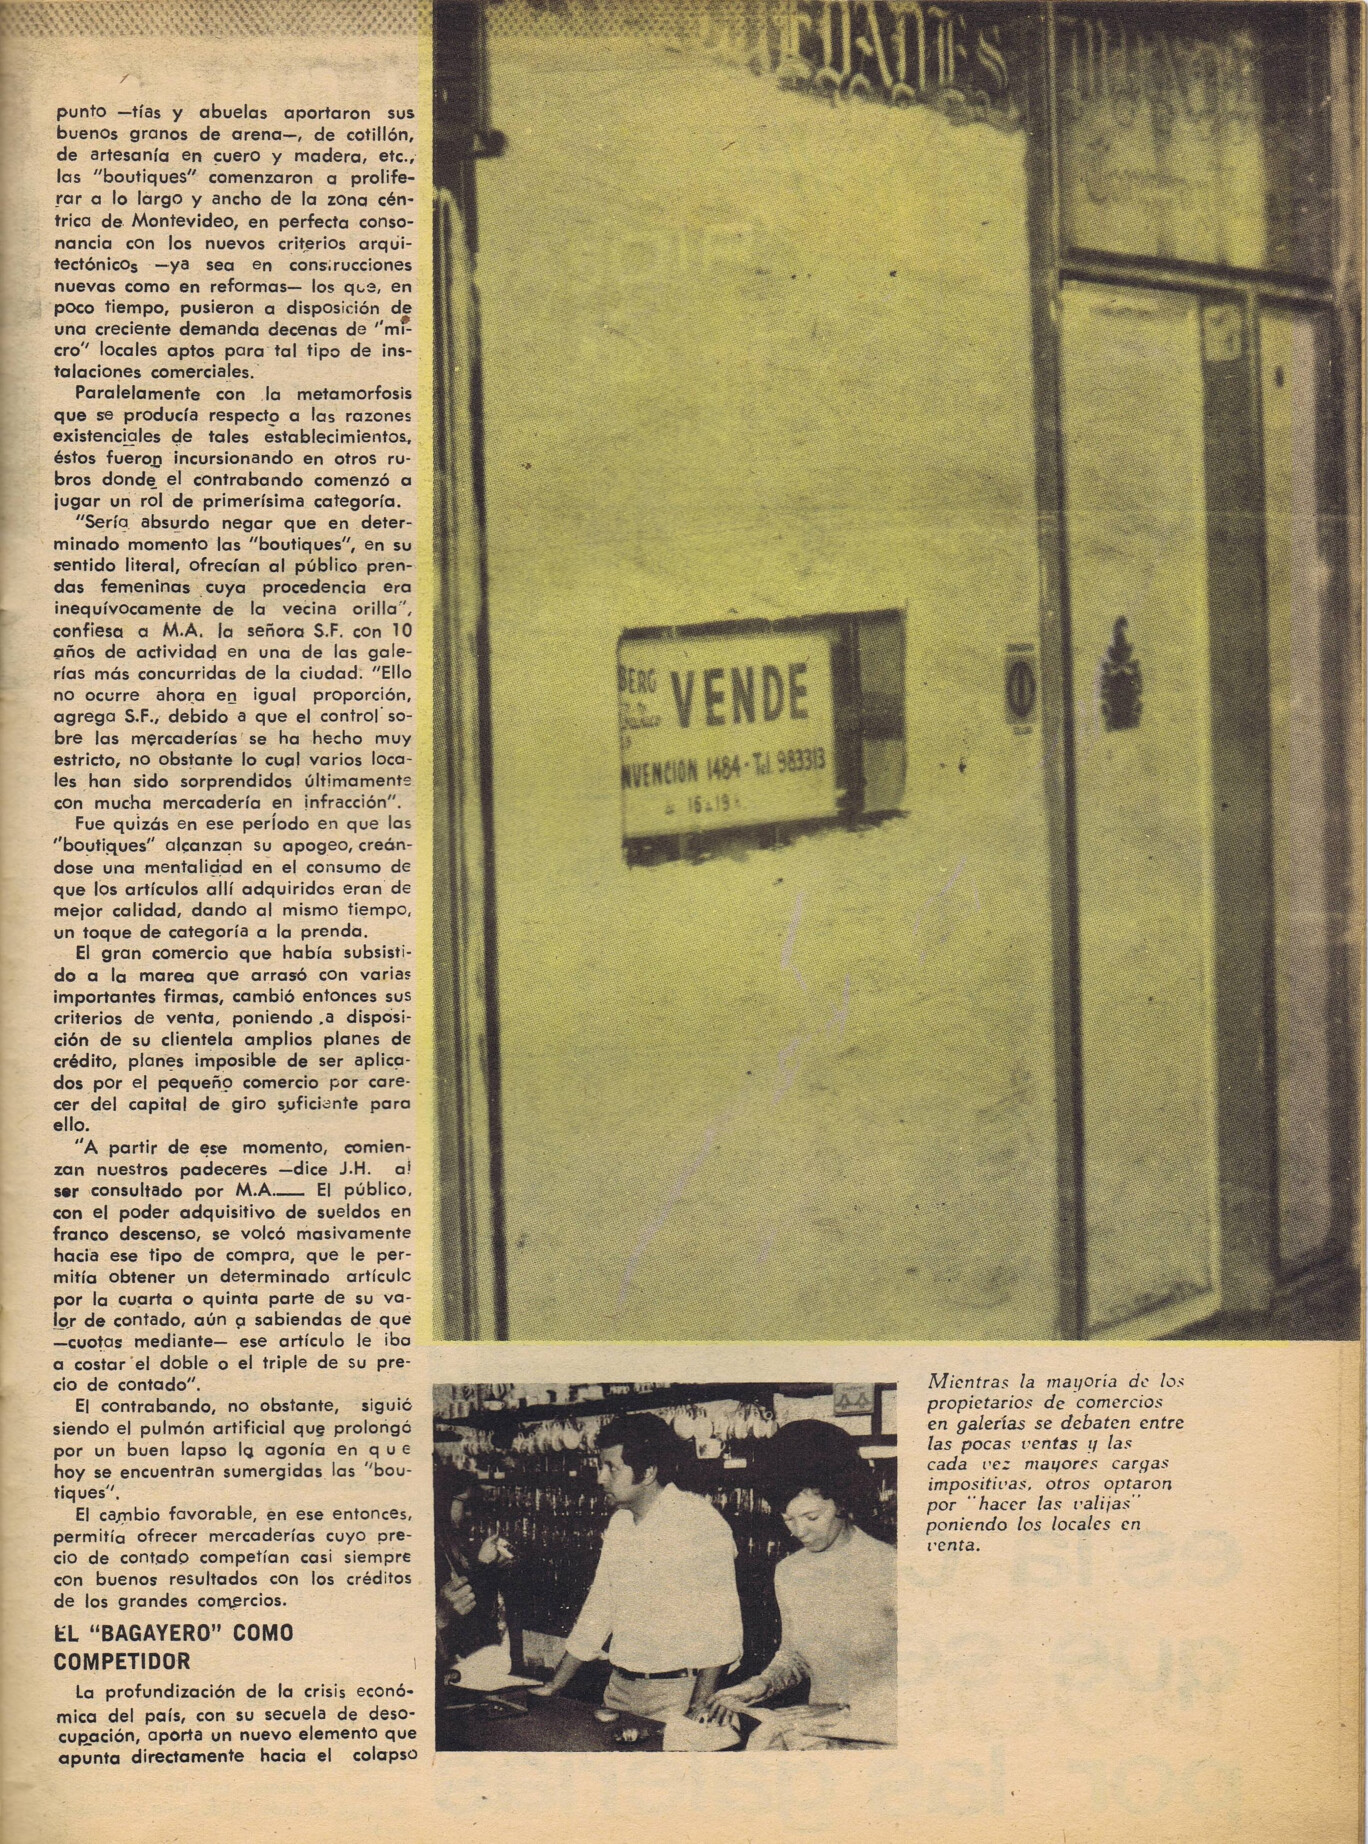 punto —tías y abuelas aportaron sus
buenos granos de arena—, de cotillón,
de artesanía en cuero y madera, etc.,
las "boutiques" comenzaron a prolife-
rar a lo largo y ancho de la zona cén-
trica de Montevideo, en perfecta conso-
nancia con los nuevos criterios arqui-
tectónicos —ya sea en construcciones
nuevas como en reformas— los que, en
poco tiempo, pusieron a disposición de
una creciente demanda decenas de "mi-
cro" locales aptos para tal tipo de ins-
talaciones comerciales.
Paralelamente con la metamorfosis
que se producía respecto a las razones
existenciales de tales establecimientos,
éstos fueron incursionando en otros ru-
bros donde el contrabando comenzó a
jugar un rol de primerísima categoría.
"Sería absurdo negar que en deter-
minado momento las "boutiques", en su
sentido literal, ofrecían al público pren-
das femeninas cuya procedencia era
inequívocamente de la vecina orilla",
confiesa a M.A. la señora S.F. con 10
años de actividad en una de las gale-
rías más concurridas de la ciudad. "Ello
no ocurre ahora en igual proporción,
agrega S.F., debido a que el control so-
bre las mercaderías se ha hecho muy
estricto, no obstante lo cual varios loca-
les han sido sorprendidos últimamente
con mucha mercadería en infracción".
Fue quizás en ese período en que las
"boutiques" alcanzan su apogeo, creán-
dose una mentalidad en el consumo de
que los artículos allí adquiridos eran de
mejor calidad, dando al mismo tiempo,
un toque de categoría a la prenda.
El gran comercio que había subsisti-
do a la marea que arrasó con varias
importantes firmas, cambió entonces sus
criterios de venta, poniendo a disposi-
ción de su clientela amplios planes de
crédito, planes imposible de ser aplica-
dos por el pequeño comercio por care-
cer del capital de giro suficiente para
ello.
"A partir de ese momento, comien-
zan nuestros padeceres —dice J.H. al
ser consultado por M.A.— El público,
con el poder adquisitivo de sueldos en
franco descenso, se volcó masivamente
hacia ese tipo de compra, que le per-
mitía obtener un determinado artículo
por la cuarta o quinta parte de su va-
lor de contado, aún a sabiendas de que
—cuotas mediante— ese artículo le iba
a costar el doble o el triple de su pre-
cio de contado".
El contrabando, no obstante, siguió
siendo el pulmón artificial que prolongó
por un buen lapso la agonía en que
hoy se encuentran sumergidas las "bou-
tiques".
El cambio favorable, en ese entonces,
permitía ofrecer mercaderías cuyo pre-
cio de contado competían casi siempre
con buenos resultados con los créditos
de los grandes comercios.
EL "BAGAYERO" COMO
COMPETIDOR
La profundización de la crisis econó-
mica del país, con su secuela de deso-
cupación, aporta un nuevo elemento que
apunta directamente hacia el colapso
BERG
VENDE
NVENCION 1484 - Tel. 983313
Mientras la mayoría de los
propietarios de comercios
en galerías se debaten entre
las pocas ventas y las
cada vez mayores cargas
impositivas, otros optaron
por "hacer las valijas"
poniendo los locales en
venta.